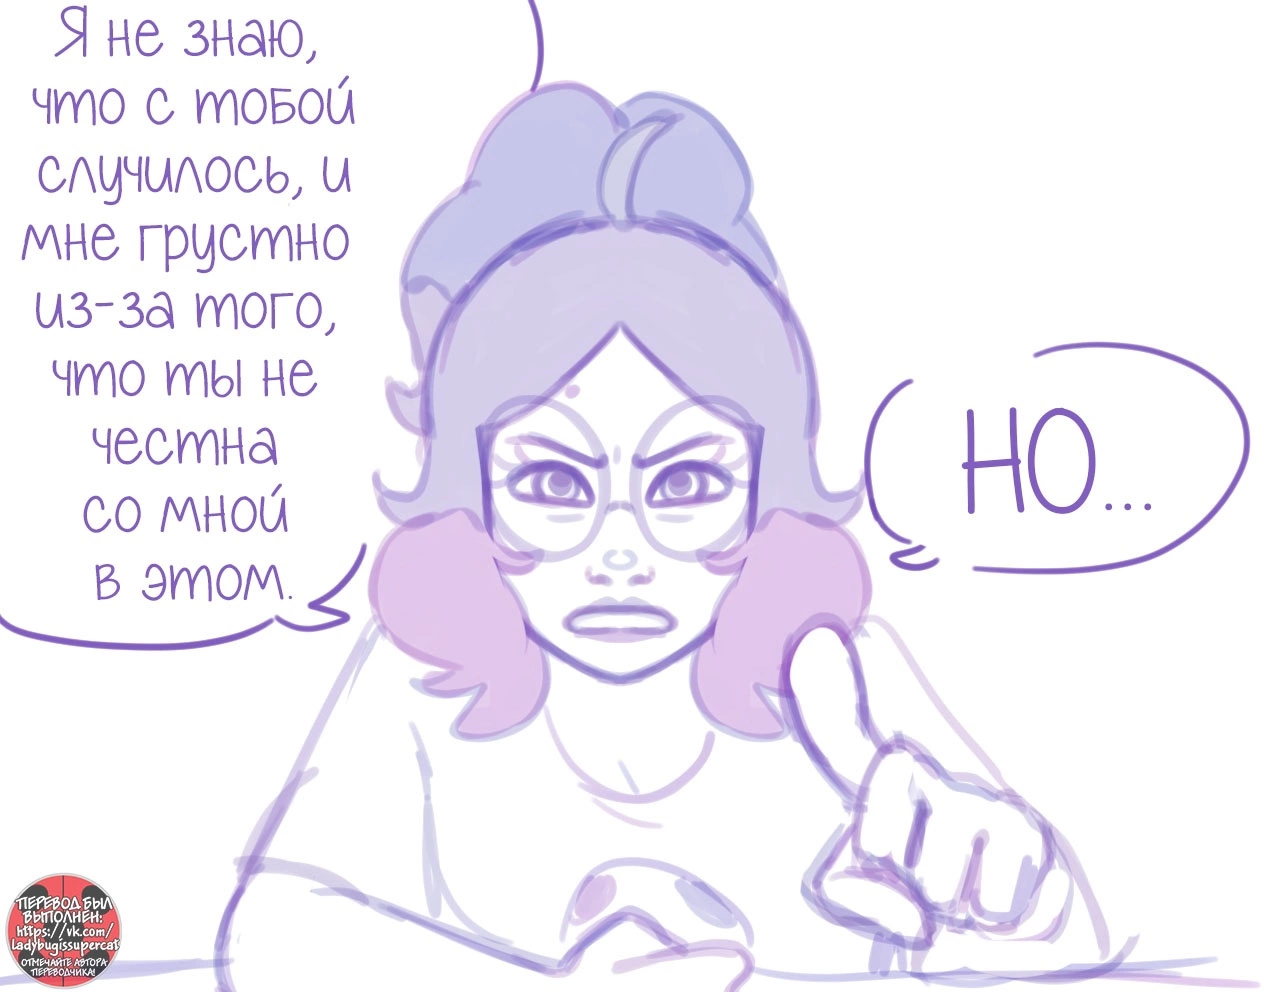 Я не знаю,
что с тобой
случилось, и
мне грустно
из-за того,
что ты не
честна
со мной
в этом.
НО...
ПЕРЕВОД БЫЛ
ВЫПОЛНЕН:
https://vk.com/
ladybugissupercat
ОТМЕЧАЙТЕ АВТОРА
ПЕРЕВОДЧИКА!